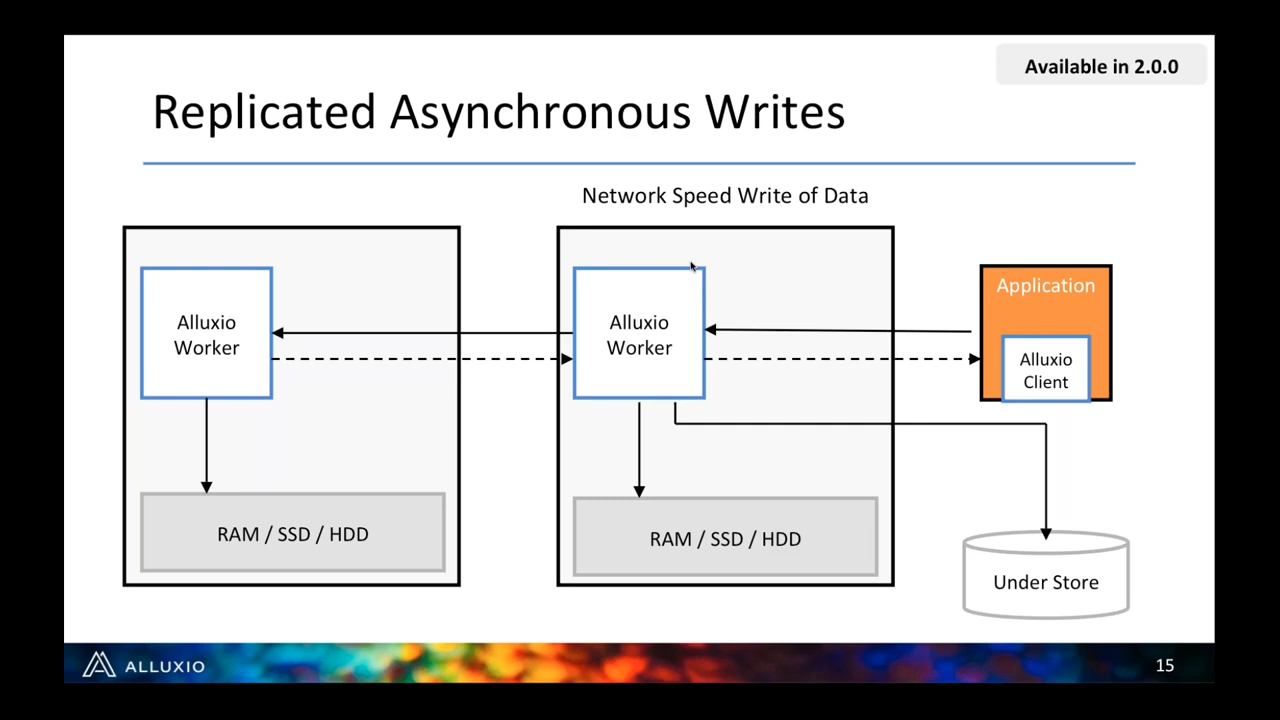 Available in 2.0.0
Replicated Asynchronous Writes
Network Speed Write of Data
Alluxio
Worker
Alluxio
Worker
Application
Alluxio
Client
RAM / SSD / HDD
RAM / SSD / HDD
Under Store
ALLUXIO
15